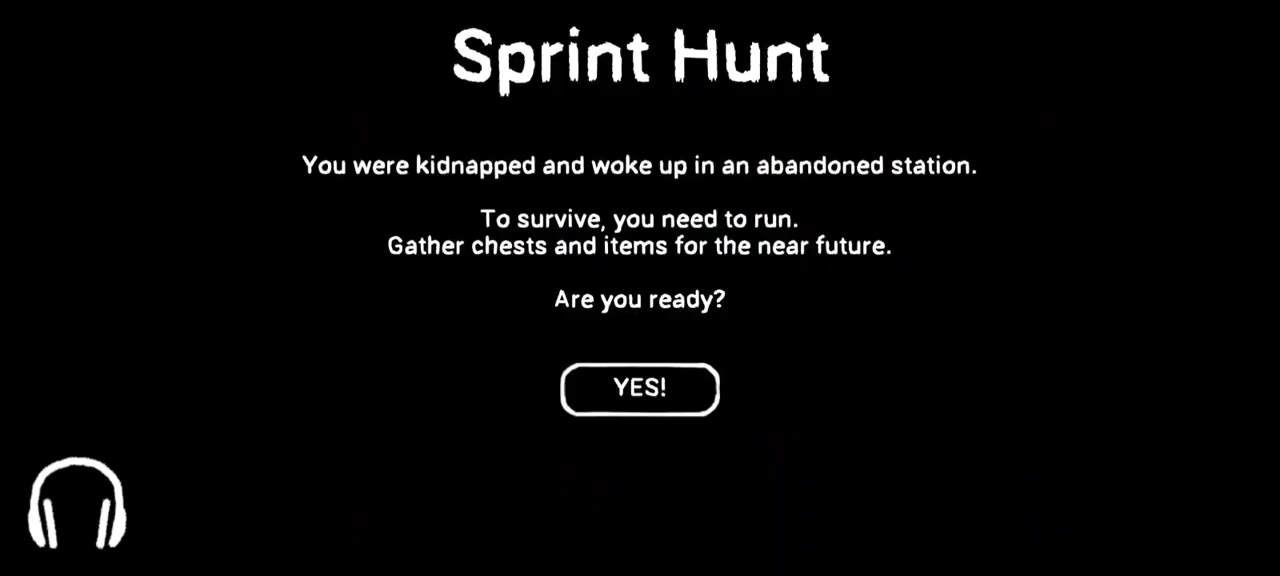 Sprint Hunt
You were kidnapped and woke up in an abandoned station.
To survive, you need to run.
Gather chests and items for the near future.
Are you ready?
YES!